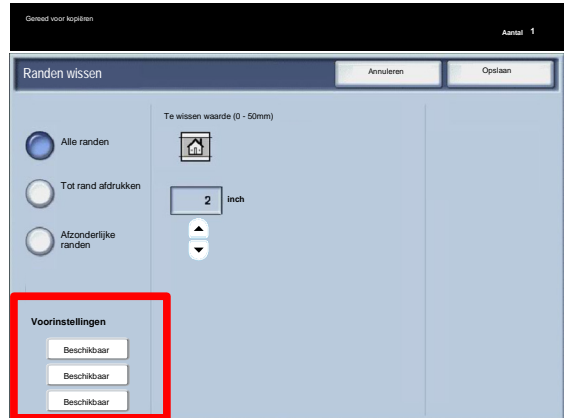 Gereed voor kopiëren
Aantal 1
Randen wissen
Annuleren
Opslaan
Te wissen waarde (0 - 50mm)
Alle randen
Tot rand afdrukken
2 inch
Afzonderlijke
randen
Voorinstellingen
Beschikbaar
Beschikbaar
Beschikbaar